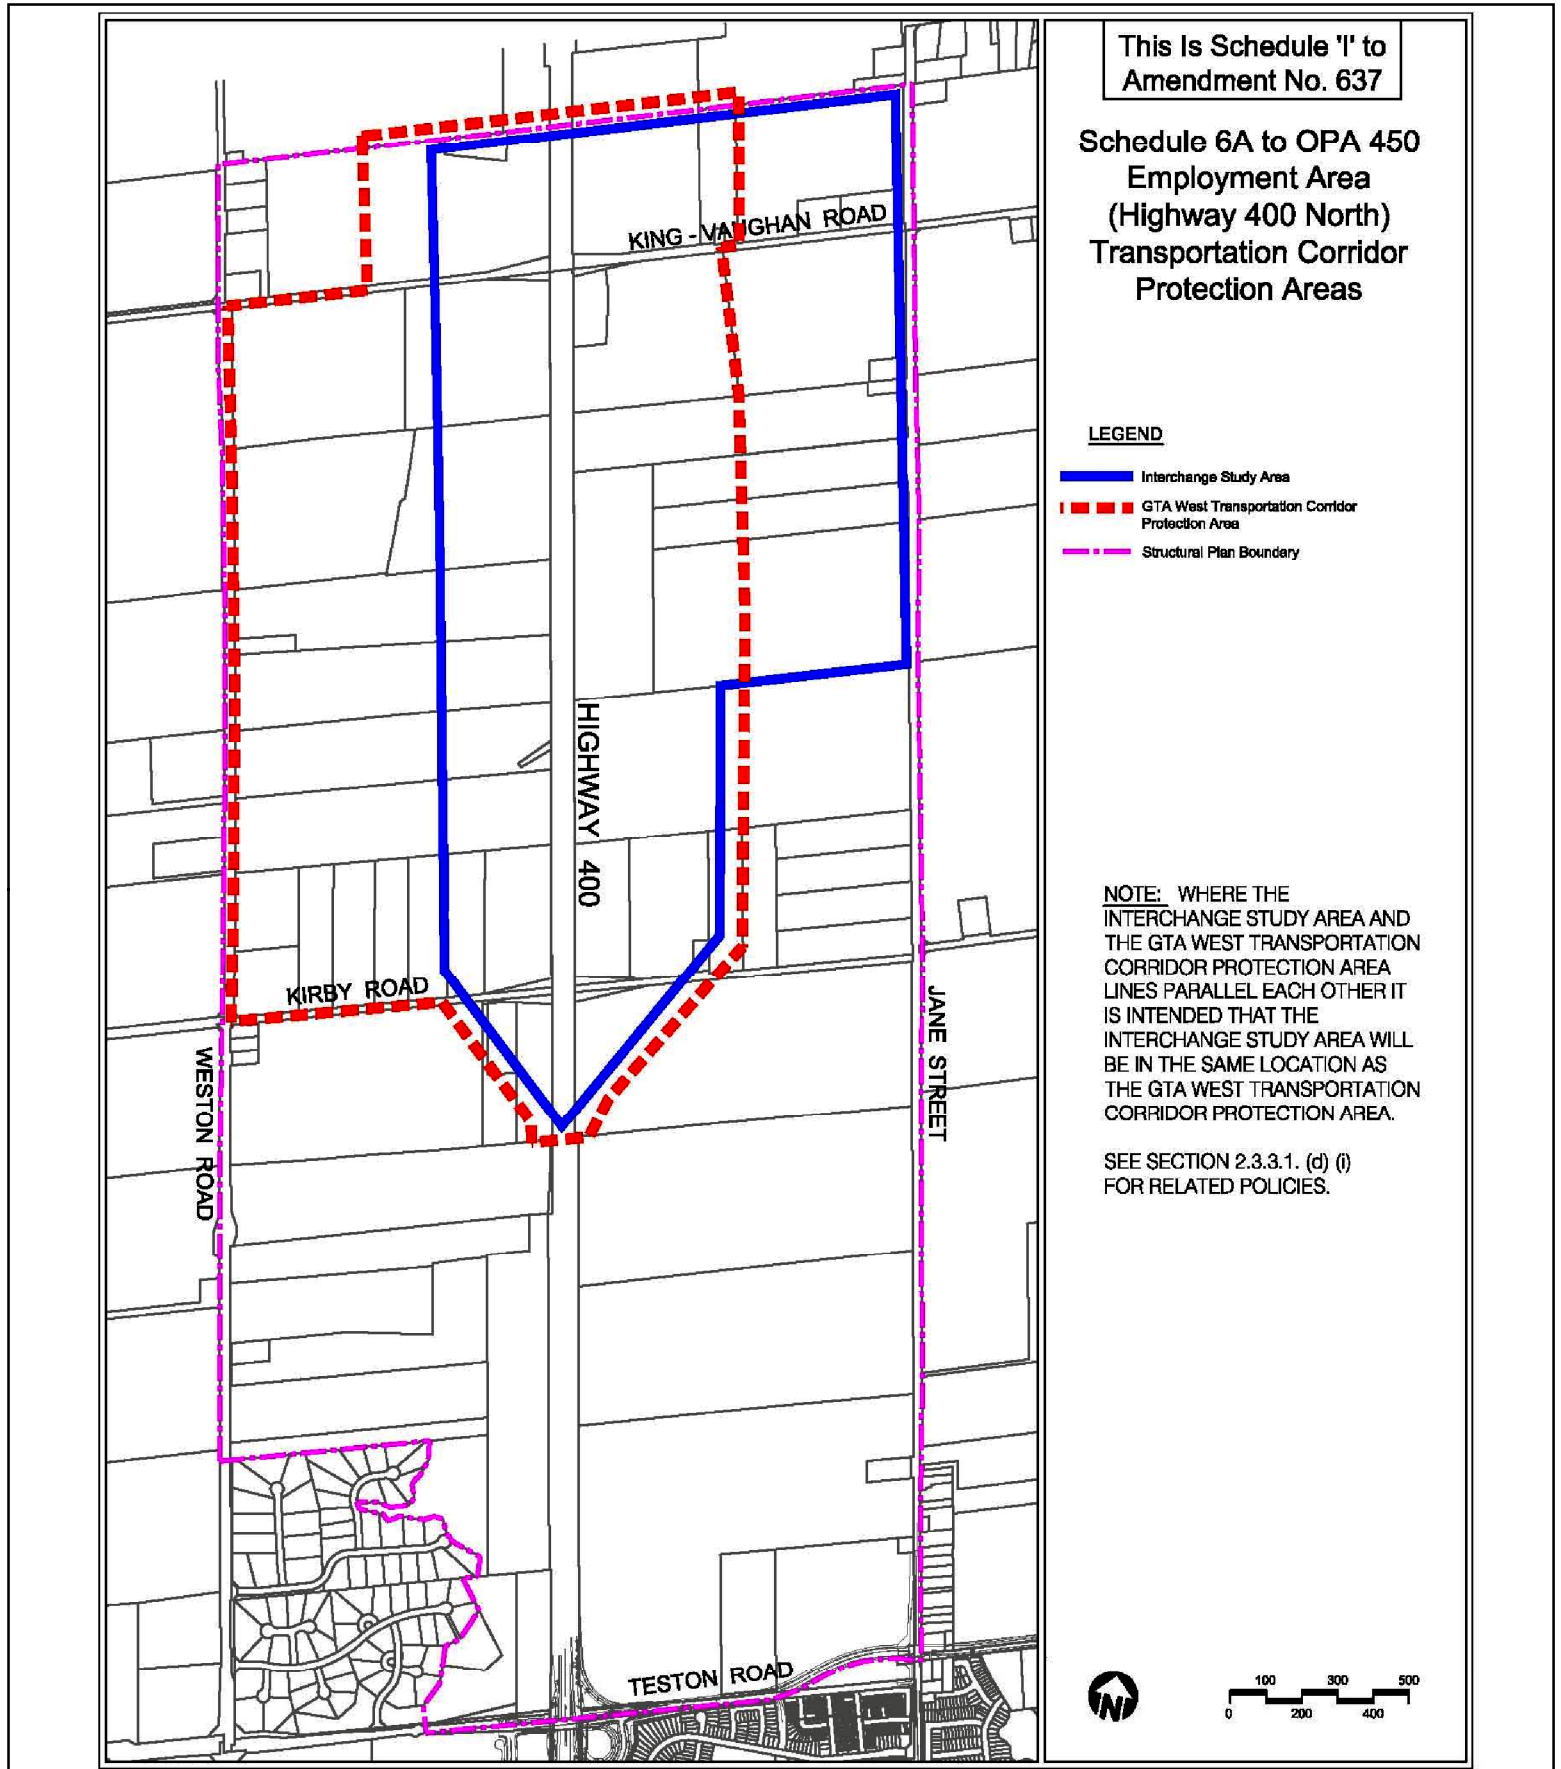 This Is Schedule 'I' to
Amendment No. 637
Schedule 6A to OPA 450
Employment Area
(Highway 400 North)
Transportation Corridor
Protection Areas
LEGEND
Interchange Study Area
GTA West Transportation Corridor
Protection Area
Structural Plan Boundary
KING - VAUGHAN ROAD
HIGHWAY 400
KIRBY ROAD
WESTON ROAD
JANE STREET
TESTON ROAD
NOTE: WHERE THE
INTERCHANGE STUDY AREA AND
THE GTA WEST TRANSPORTATION
CORRIDOR PROTECTION AREA
LINES PARALLEL EACH OTHER IT
IS INTENDED THAT THE
INTERCHANGE STUDY AREA WILL
BE IN THE SAME LOCATION AS
THE GTA WEST TRANSPORTATION
CORRIDOR PROTECTION AREA.
SEE SECTION 2.3.3.1. (d) (i)
FOR RELATED POLICIES.
N
100 300 500
0 200 400